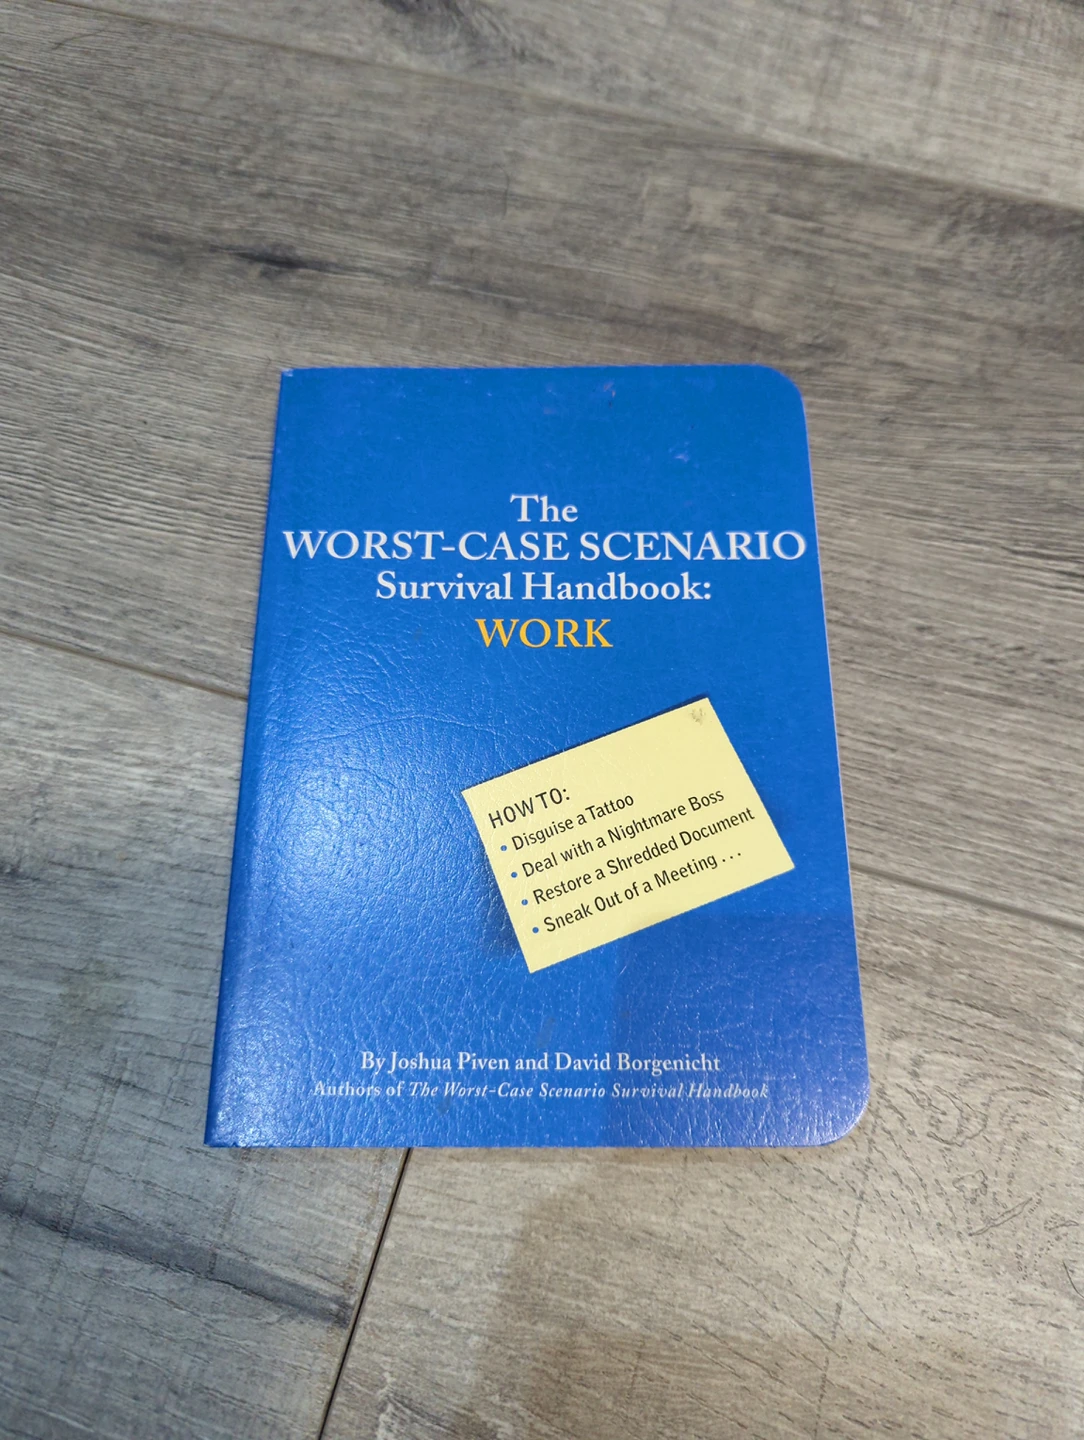 The
WORST-CASE SCENARIO
Survival Handbook:
WORK
HOW TO:
• Disguise a Tattoo
• Deal with a Nightmare Boss
• Restore a Shredded Document
• Sneak Out of a Meeting . . .
By Joshua Piven and David Borgenicht
Authors of The Worst-Case Scenario Survival Handbook